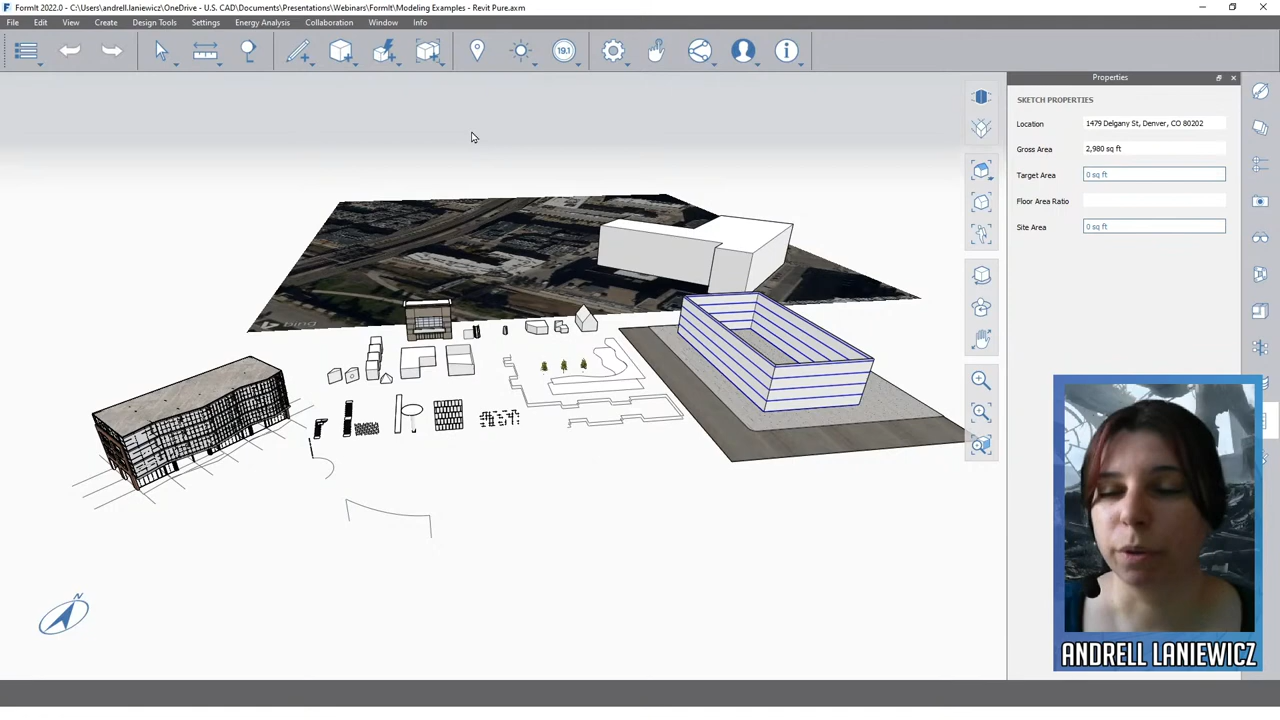 FormIt 2022.0 - C:\Users\andrell.laniewicz\OneDrive - U.S. CAD\Documents\Presentations\Webinars\FormIt\Modeling Examples - Revit Pure.axm
File Edit View Create Design Tools Settings Energy Analysis Collaboration Window Info
19.1
Properties
SKETCH PROPERTIES
Location 1479 Delgany St, Denver, CO 80202
Gross Area 2,980 sq ft
Target Area 0 sq ft
Floor Area Ratio
Site Area 0 sq ft
bing
N
ANDRELL LANIEWICZ